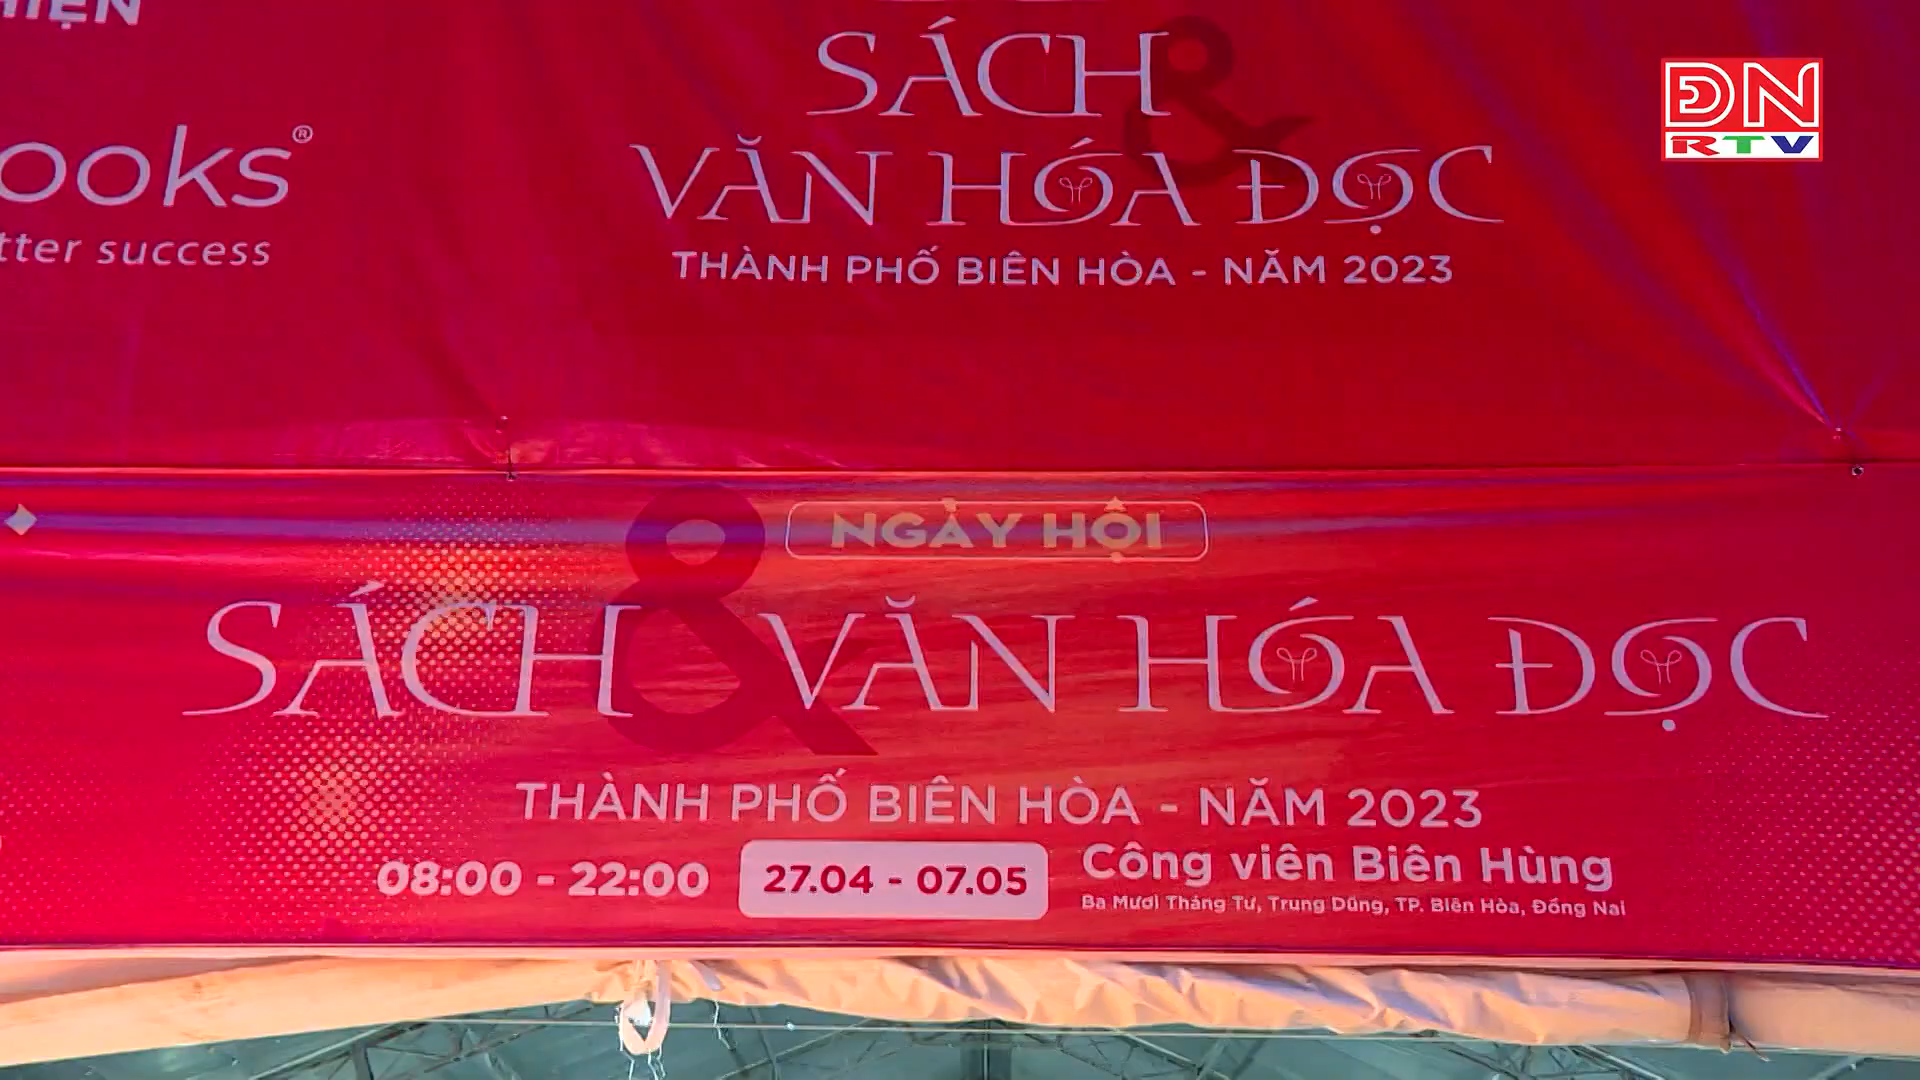 SÁCH &
VĂN HÓA ĐỌC
THÀNH PHỐ BIÊN HÒA - NĂM 2023
ooks®
tter success
ĐN
RTV
NGÀY HỘI
SÁCH & VĂN HÓA ĐỌC
THÀNH PHỐ BIÊN HÒA - NĂM 2023
08:00 - 22:00
27.04 - 07.05
Công viên Biên Hùng
Ba Mươi Tháng Tư, Trung Dũng, TP. Biên Hòa, Đồng Nai